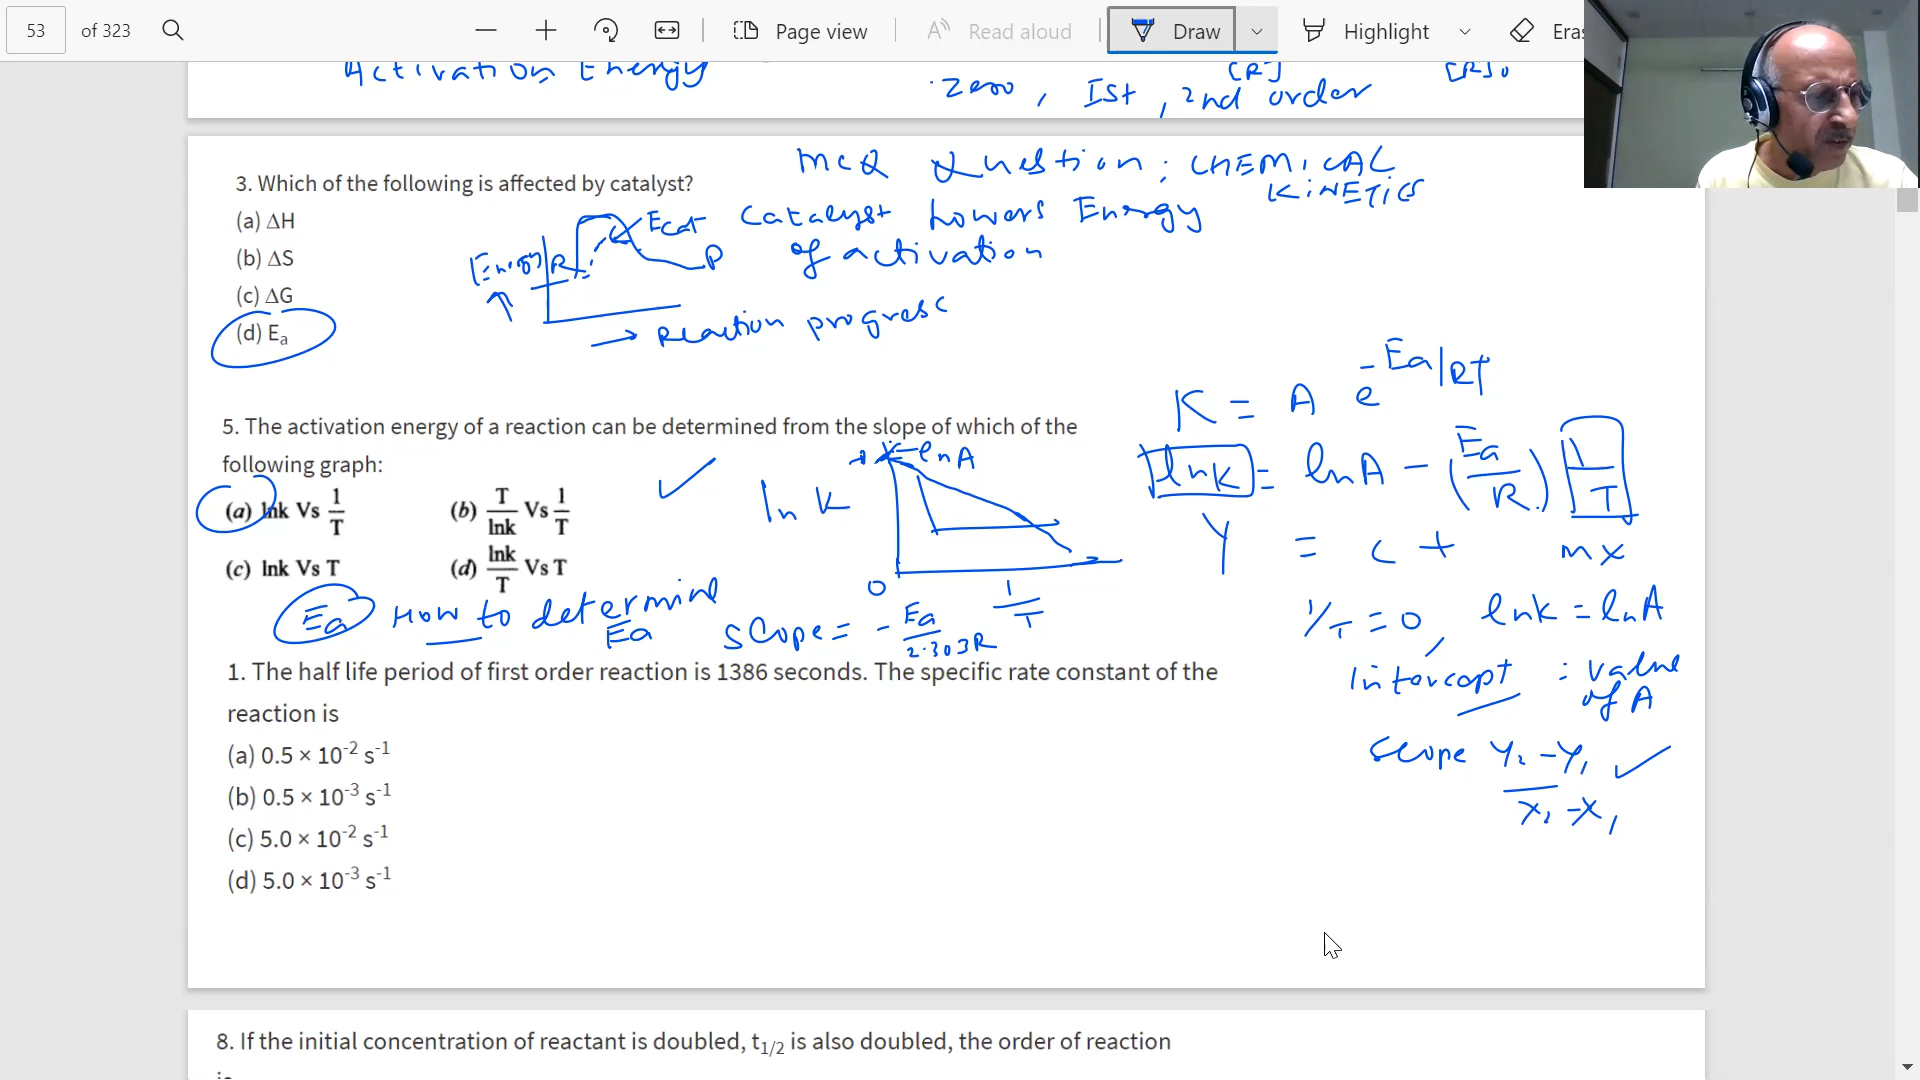 53 of 323 Page view Read aloud Draw Highlight Eras
Activation Energy
Zero, Ist, 2nd order
[R] [R]0
3. Which of the following is affected by catalyst?
(a) ΔH
(b) ΔS
(c) ΔG
(d) Ea
MCQ Question: CHEMICAL
KINETICS
Catalyst Lowers Energy
of activation
Ecat
Energy R P
→ Reaction progress
5. The activation energy of a reaction can be determined from the slope of which of the
following graph:
(a) lnk Vs 1/T (b) T/lnk Vs 1/T
(c) lnk Vs T (d) lnk/T Vs T
Ea How to determine
Ea
lnA
ln K
0 1/T
Slope = - Ea/2.303R
K = A e^-Ea/RT
lnK = lnA - (Ea/R) 1/T
Y = c + mx
1/T = 0, lnk = lnA
Intercept : value
of A
Slope Y2 - Y1
X2 - X1
1. The half life period of first order reaction is 1386 seconds. The specific rate constant of the
reaction is
(a) 0.5 × 10^-2 s^-1
(b) 0.5 × 10^-3 s^-1
(c) 5.0 × 10^-2 s^-1
(d) 5.0 × 10^-3 s^-1
8. If the initial concentration of reactant is doubled, t1/2 is also doubled, the order of reaction